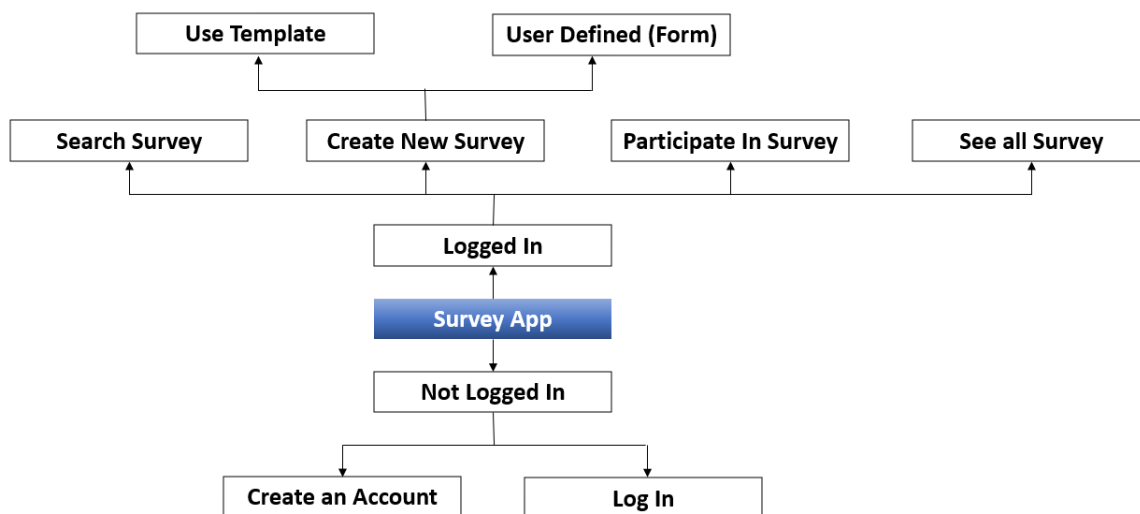 Use Template
User Defined (Form)
Search Survey
Create New Survey
Participate In Survey
See all Survey
Logged In
Survey App
Not Logged In
Create an Account
Log In